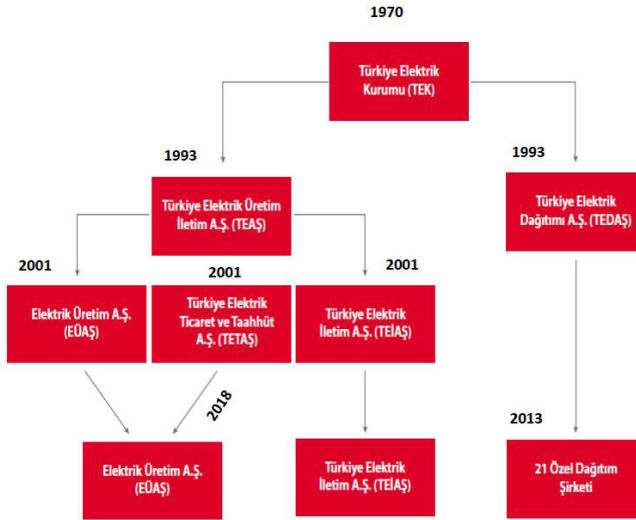 1970
Türkiye Elektrik
Kurumu (TEK)
1993
1993
Türkiye Elektrik Üretim
İletim A.Ş. (TEAŞ)
Türkiye Elektrik
Dağıtımı A.Ş. (TEDAŞ)
2001
2001
2001
Elektrik Üretim A.Ş.
(EÜAŞ)
Türkiye Elektrik
Ticaret ve Taahhüt
A.Ş. (TETAŞ)
Türkiye Elektrik
İletim A.Ş. (TEİAŞ)
2018
2013
Elektrik Üretim A.Ş.
(EÜAŞ)
Türkiye Elektrik
İletim A.Ş. (TEİAŞ)
21 Özel Dağıtım
Şirketi